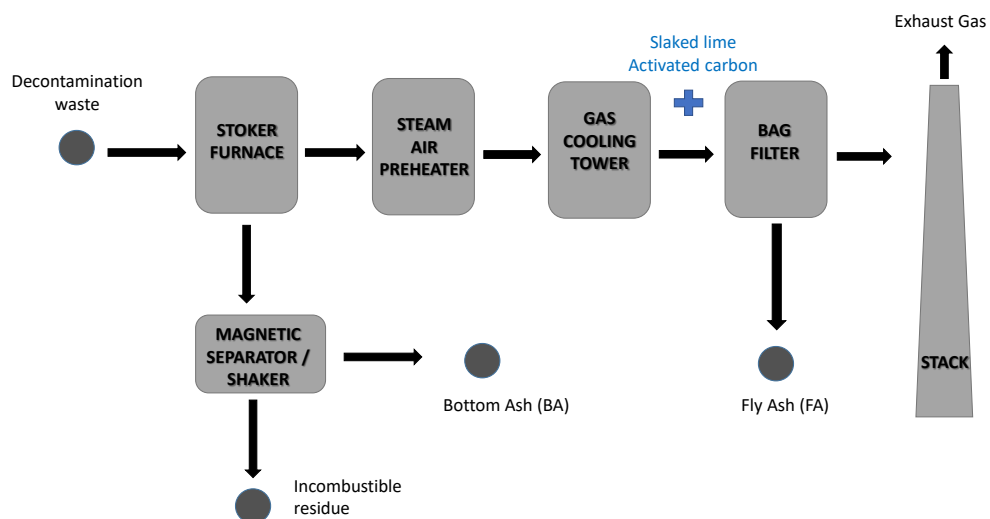 Exhaust Gas
Slaked lime
Activated carbon
Decontamination
waste
STOKER
FURNACE
STEAM
AIR
PREHEATER
GAS
COOLING
TOWER
BAG
FILTER
MAGNETIC
SEPARATOR /
SHAKER
Bottom Ash (BA)
Fly Ash (FA)
STACK
Incombustible
residue